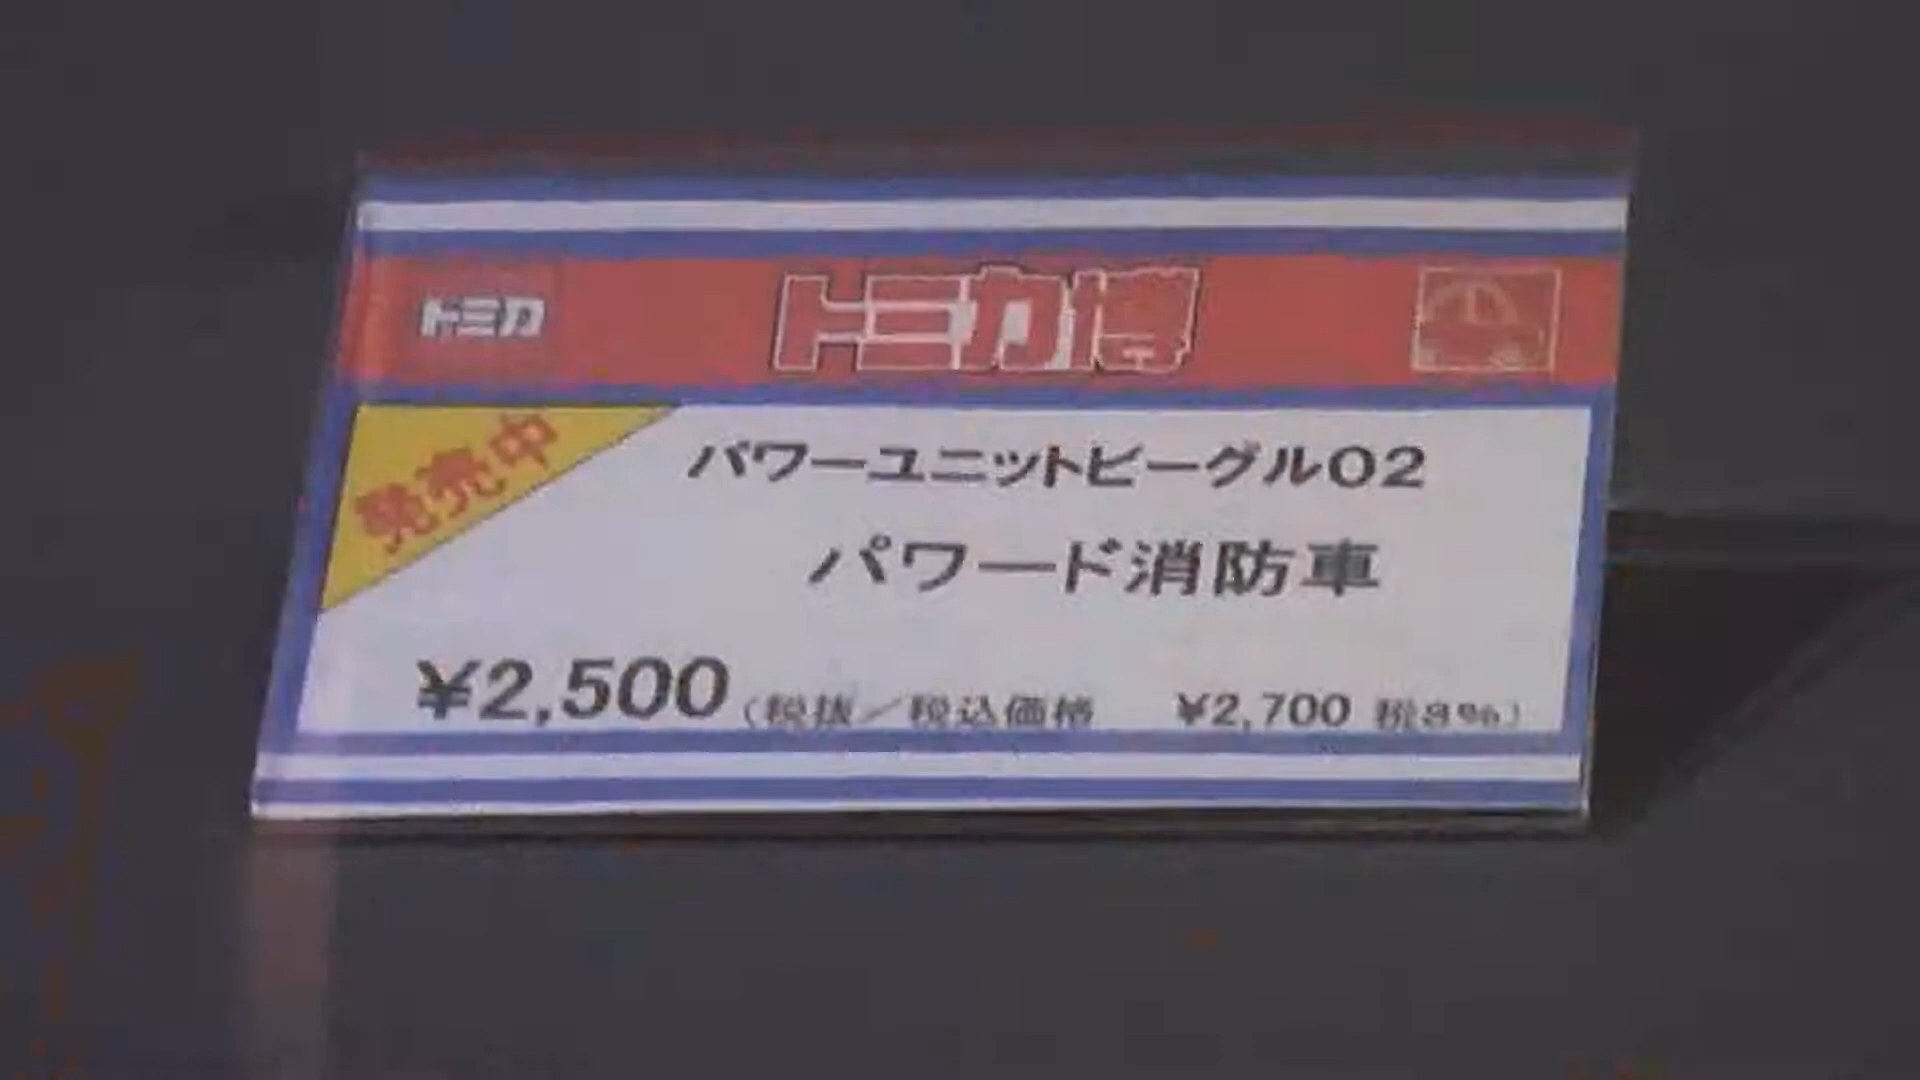 トミカ
トミカ博
発売中
パワーユニットビーグル02
パワード消防車
¥2,500 (税抜／税込価格 ¥2,700 税8%)